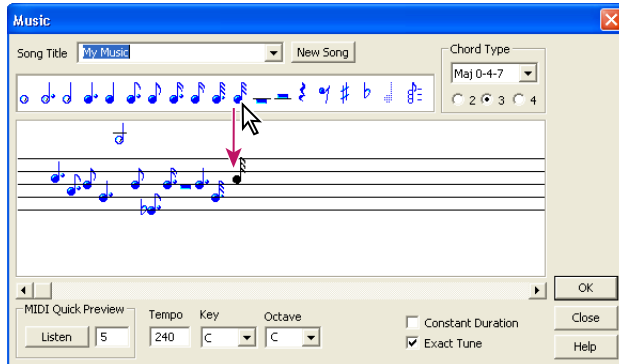 Music
Song Title My Music New Song
Chord Type
Maj 0-4-7
2 3 4
MIDI Quick Preview
Listen 5
Tempo Key Octave
240 C C
Constant Duration
Exact Tune
OK
Close
Help